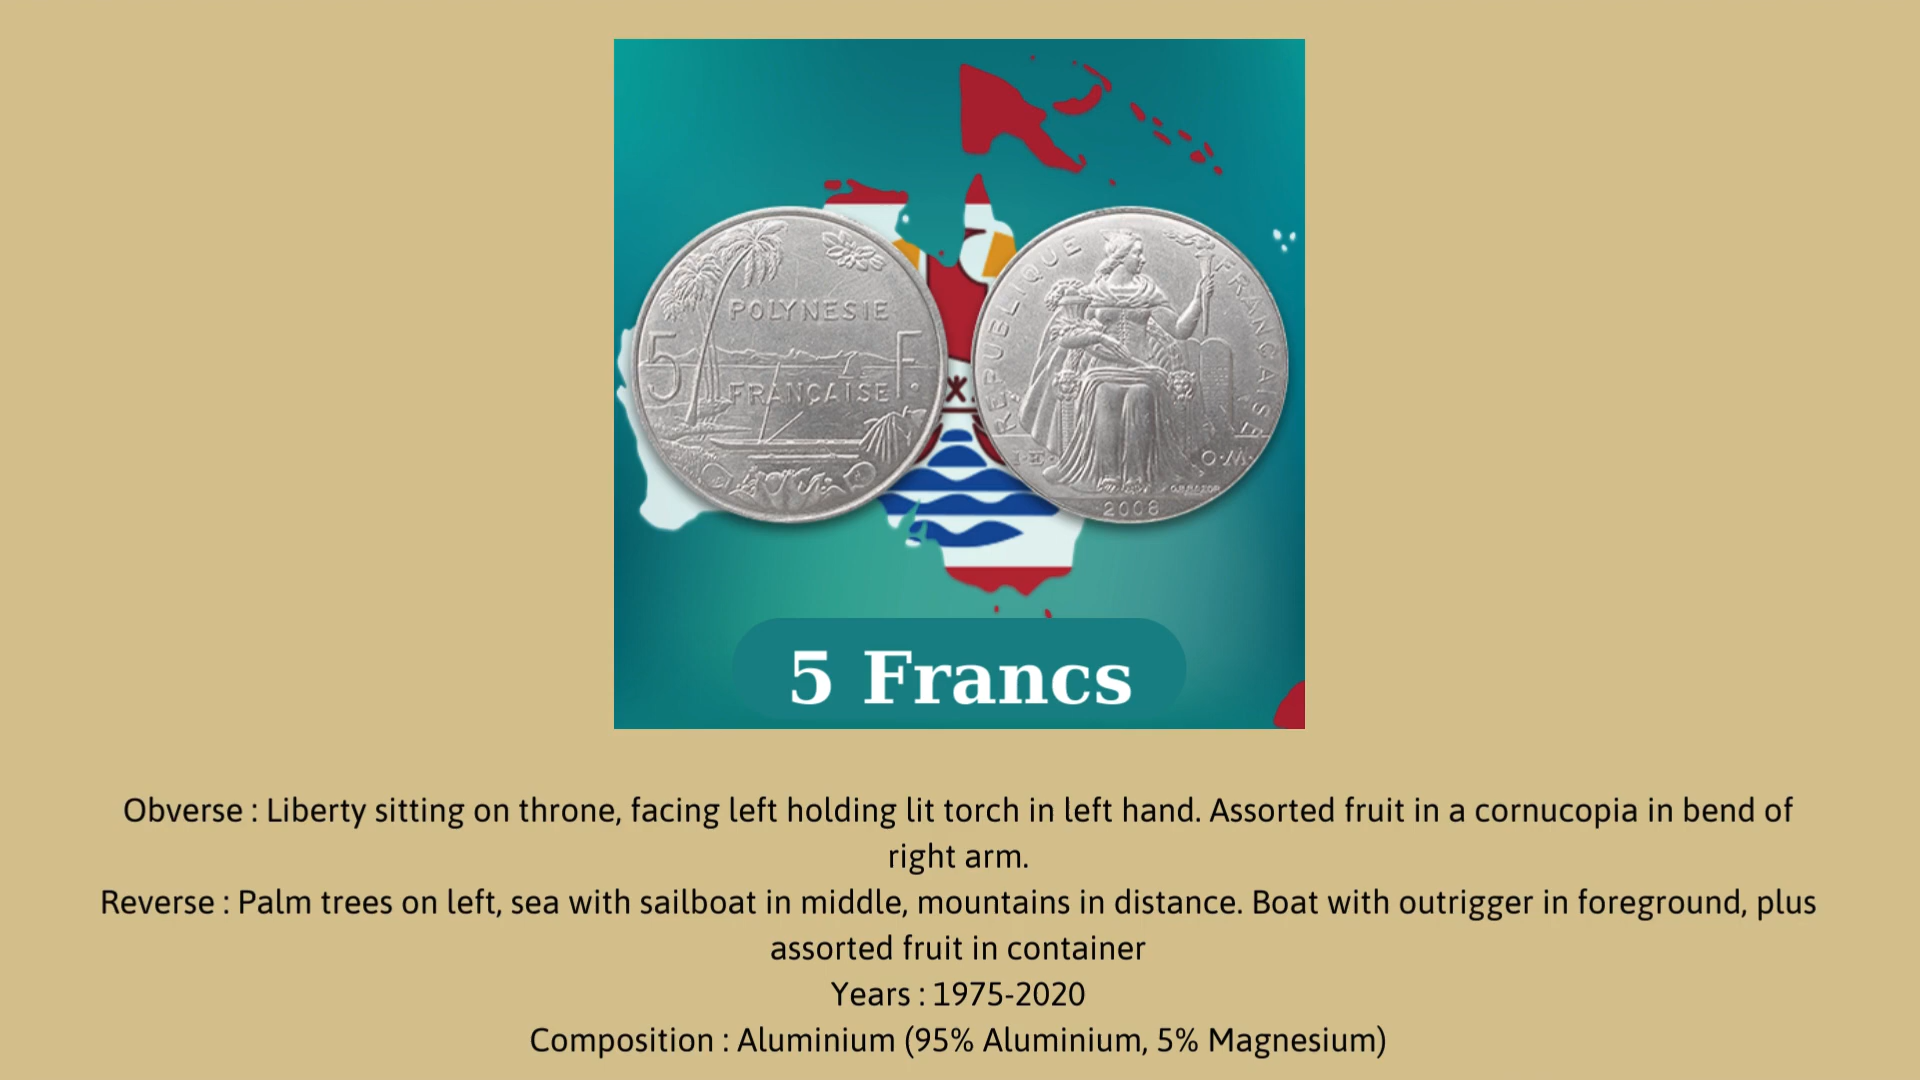 POLYNESIE
5 F.
FRANÇAISE
REPUBLIQUE FRANÇAISE
I.E. O.M.
2008
5 Francs
Obverse : Liberty sitting on throne, facing left holding lit torch in left hand. Assorted fruit in a cornucopia in bend of
right arm.
Reverse : Palm trees on left, sea with sailboat in middle, mountains in distance. Boat with outrigger in foreground, plus
assorted fruit in container
Years : 1975-2020
Composition : Aluminium (95% Aluminium, 5% Magnesium)